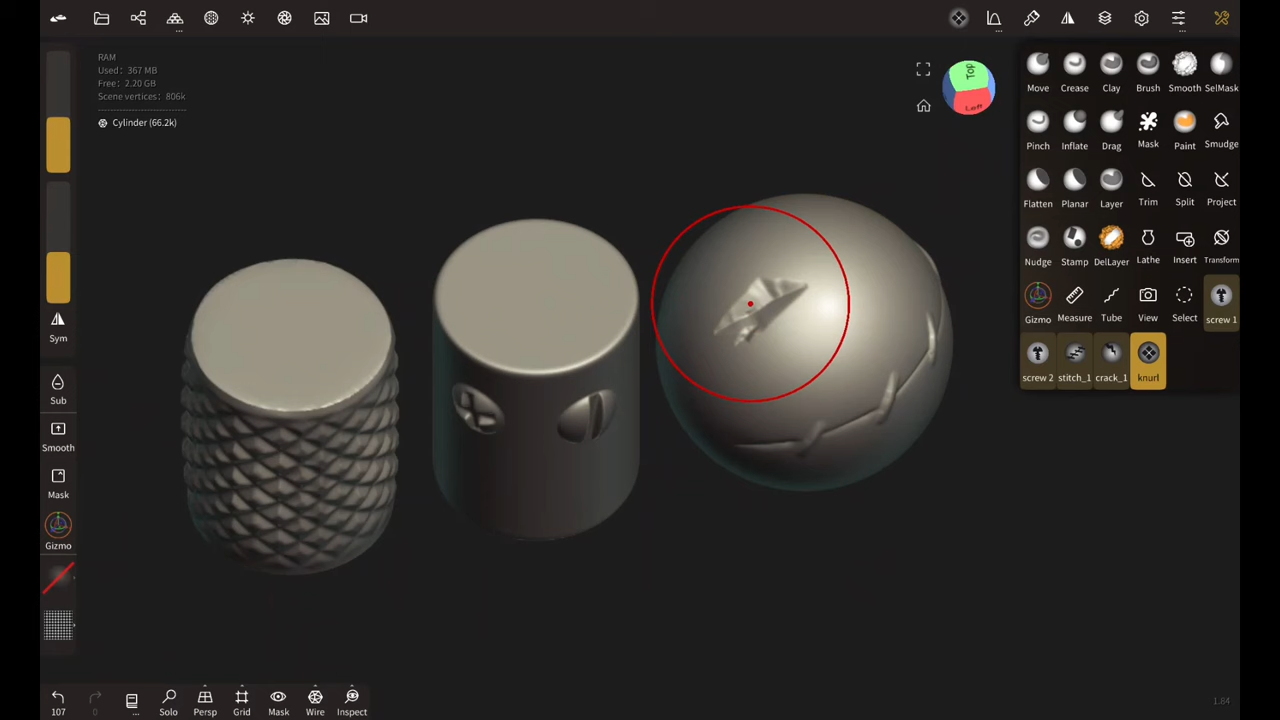 RAM
Used: 367 MB
Free: 2.20 GB
Scene vertices: 806k
Cylinder (66.2k)
Top
Left
Move Crease Clay Brush Smooth SelMask
Pinch Inflate Drag Mask Paint Smudge
Flatten Planar Layer Trim Split Project
Nudge Stamp DelLayer Lathe Insert Transform
Gizmo Measure Tube View Select screw 1
screw 2 stitch_1 crack_1 knurl
Sym
Sub
Smooth
Mask
Gizmo
107 0 Solo Persp Grid Mask Wire Inspect
1.84